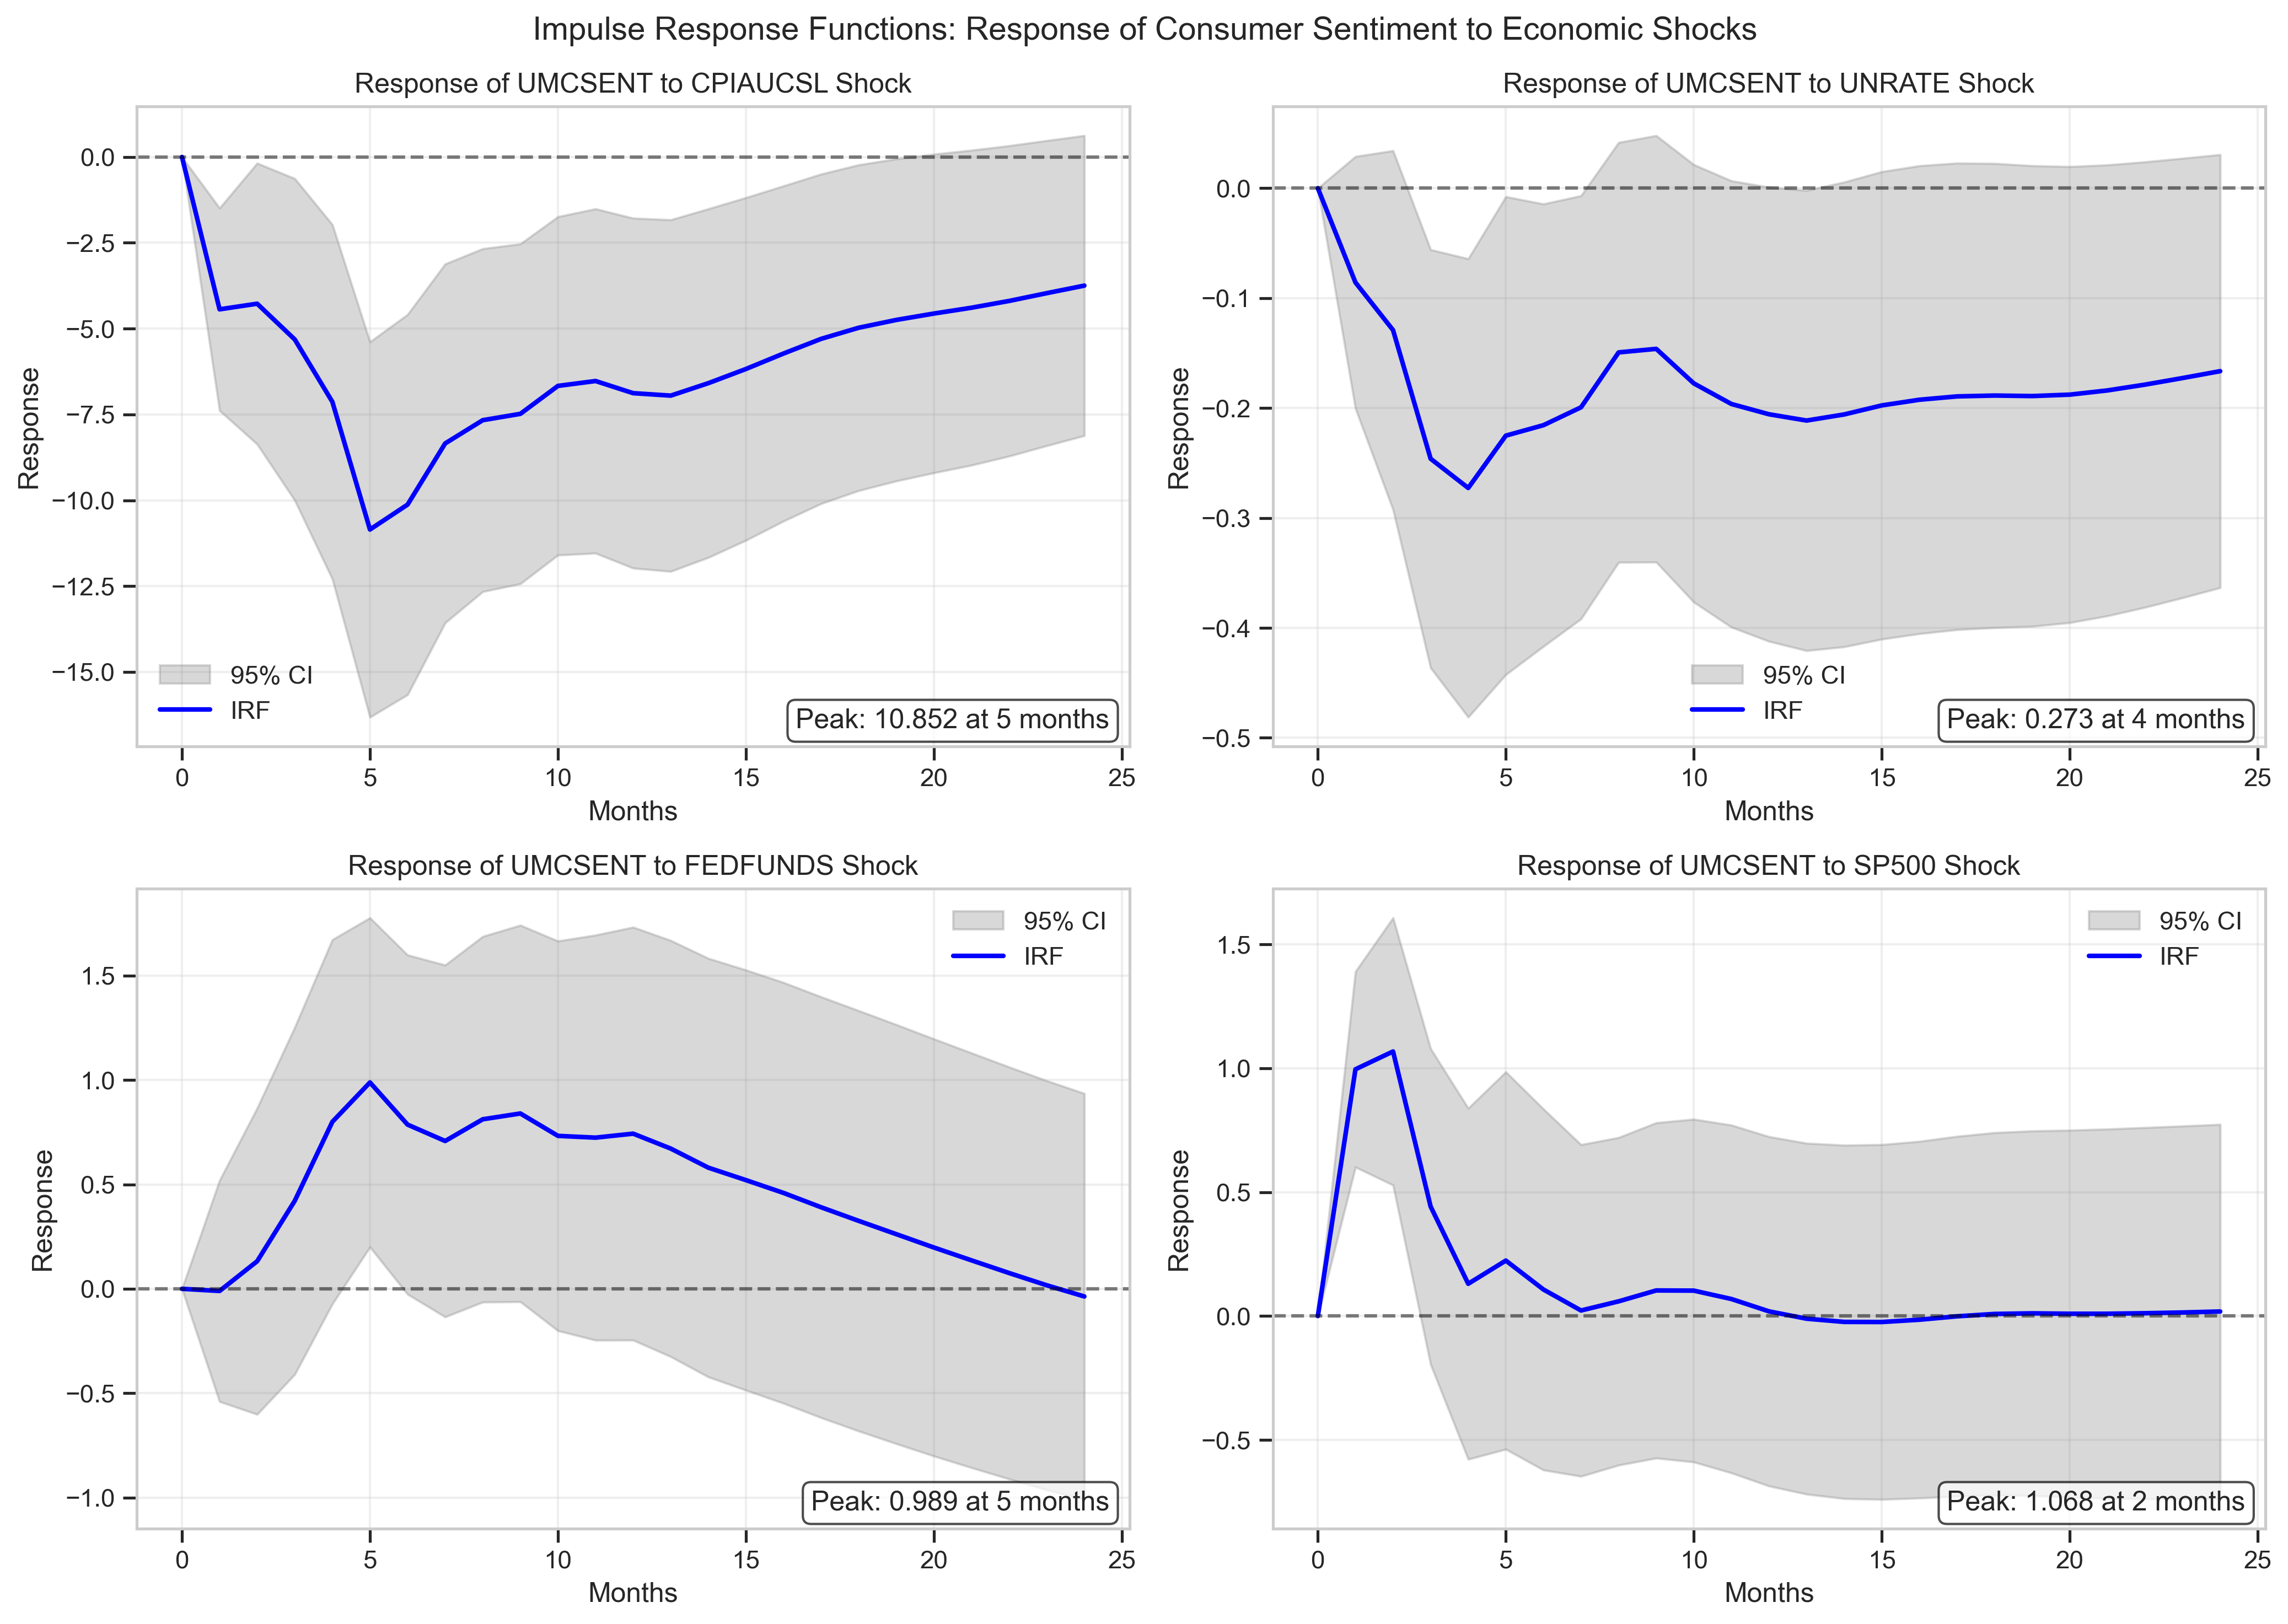 Impulse Response Functions: Response of Consumer Sentiment to Economic Shocks
Response of UMCSENT to CPIAUCSL Shock
0.0
−2.5
−5.0
−7.5
−10.0
−12.5
−15.0
Response
95% CI
IRF
Peak: 10.852 at 5 months
0 5 10 15 20 25
Months
Response of UMCSENT to UNRATE Shock
0.0
−0.1
−0.2
−0.3
−0.4
−0.5
Response
95% CI
IRF
Peak: 0.273 at 4 months
0 5 10 15 20 25
Months
Response of UMCSENT to FEDFUNDS Shock
95% CI
IRF
1.5
1.0
0.5
0.0
−0.5
−1.0
Response
Peak: 0.989 at 5 months
0 5 10 15 20 25
Months
Response of UMCSENT to SP500 Shock
95% CI
IRF
1.5
1.0
0.5
0.0
−0.5
Response
Peak: 1.068 at 2 months
0 5 10 15 20 25
Months